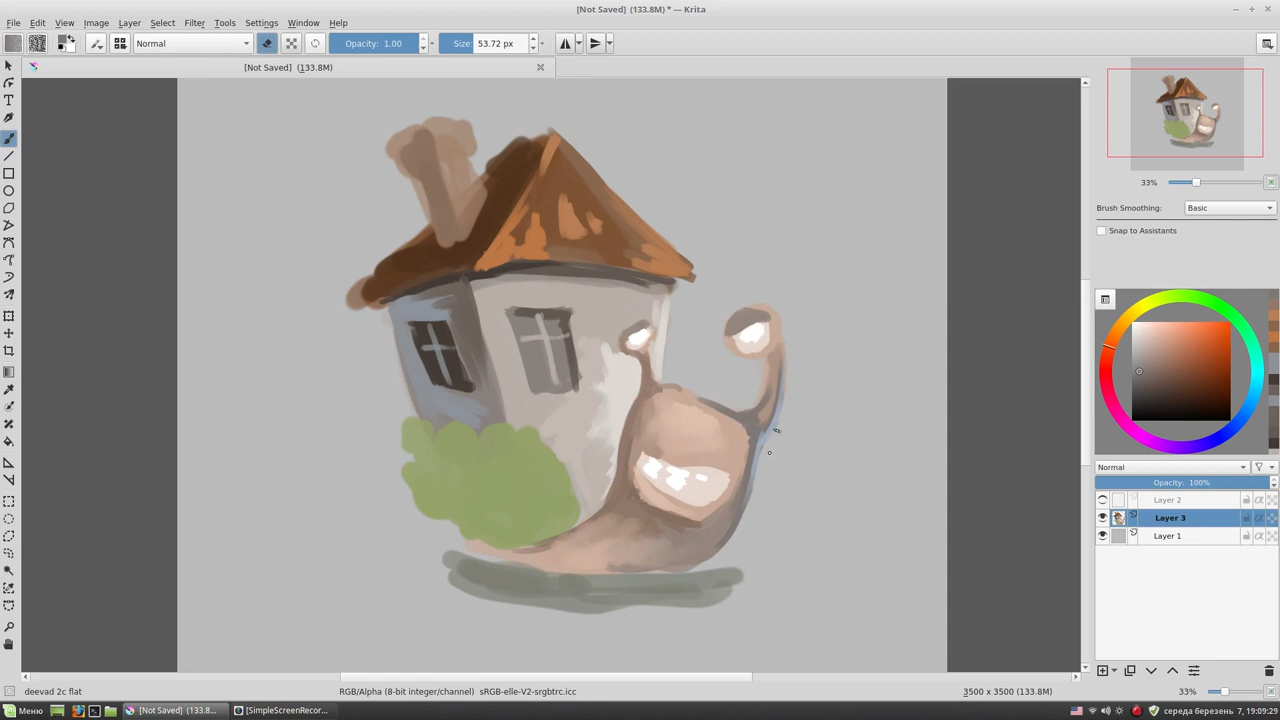 [Not Saved] (133.8M) * — Krita
File Edit View Image Layer Select Filter Tools Settings Window Help
Normal Opacity: 1.00 Size: 53.72 px
[Not Saved] (133.8M)
33%
Brush Smoothing: Basic
Snap to Assistants
Normal
Opacity: 100%
Layer 2
Layer 3
Layer 1
deevad 2c flat RGB/Alpha (8-bit integer/channel) sRGB-elle-V2-srgbtrc.icc 3500 x 3500 (133.8M) 33%
Меню [Not Saved] (133.8... [SimpleScreenRecor... середа березень 7, 19:09:29